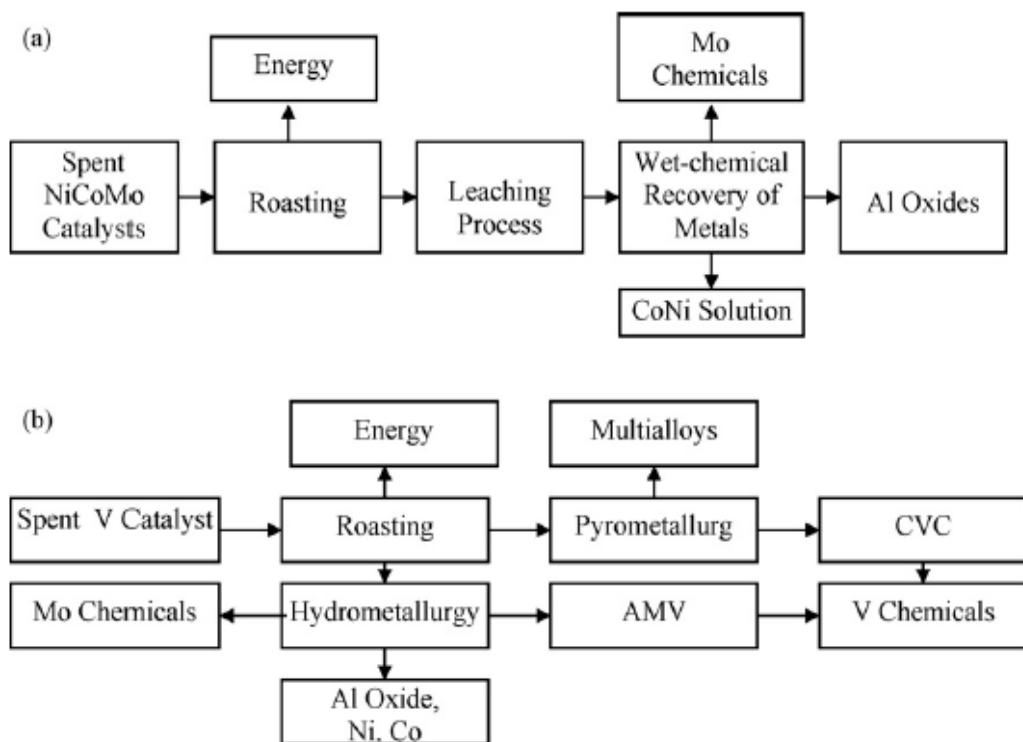 (a)
Energy
Mo
Chemicals
Spent
NiCoMo
Catalysts
Roasting
Leaching
Process
Wet-chemical
Recovery of
Metals
Al Oxides
CoNi Solution
(b)
Energy
Multialloys
Spent V Catalyst
Roasting
Pyrometallurg
CVC
Mo Chemicals
Hydrometallurgy
AMV
V Chemicals
Al Oxide,
Ni, Co